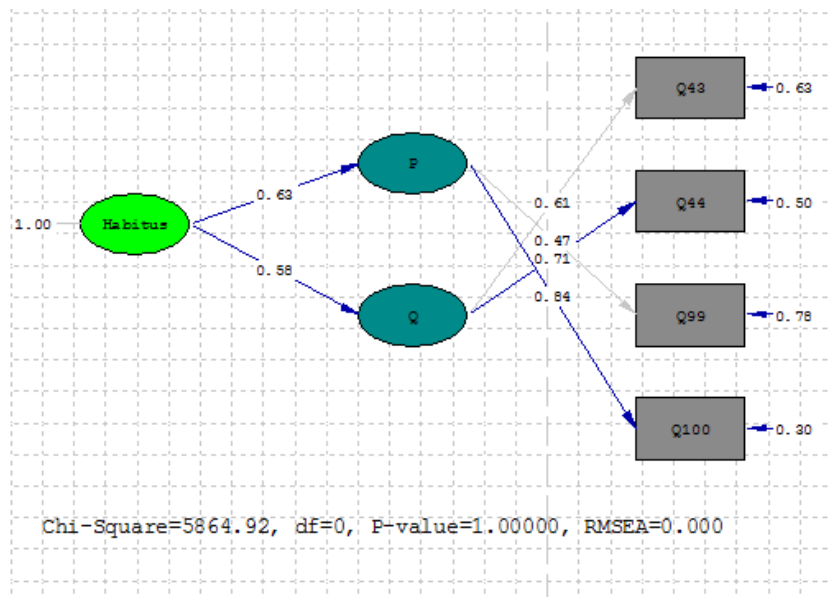 Q43
0.63
P
0.63
0.61
Q44
0.50
1.00
Habitus
0.47
0.71
0.58
0.84
Q
Q99
0.78
Q100
0.30
Chi-Square=5864.92, df=0, P-value=1.00000, RMSEA=0.000